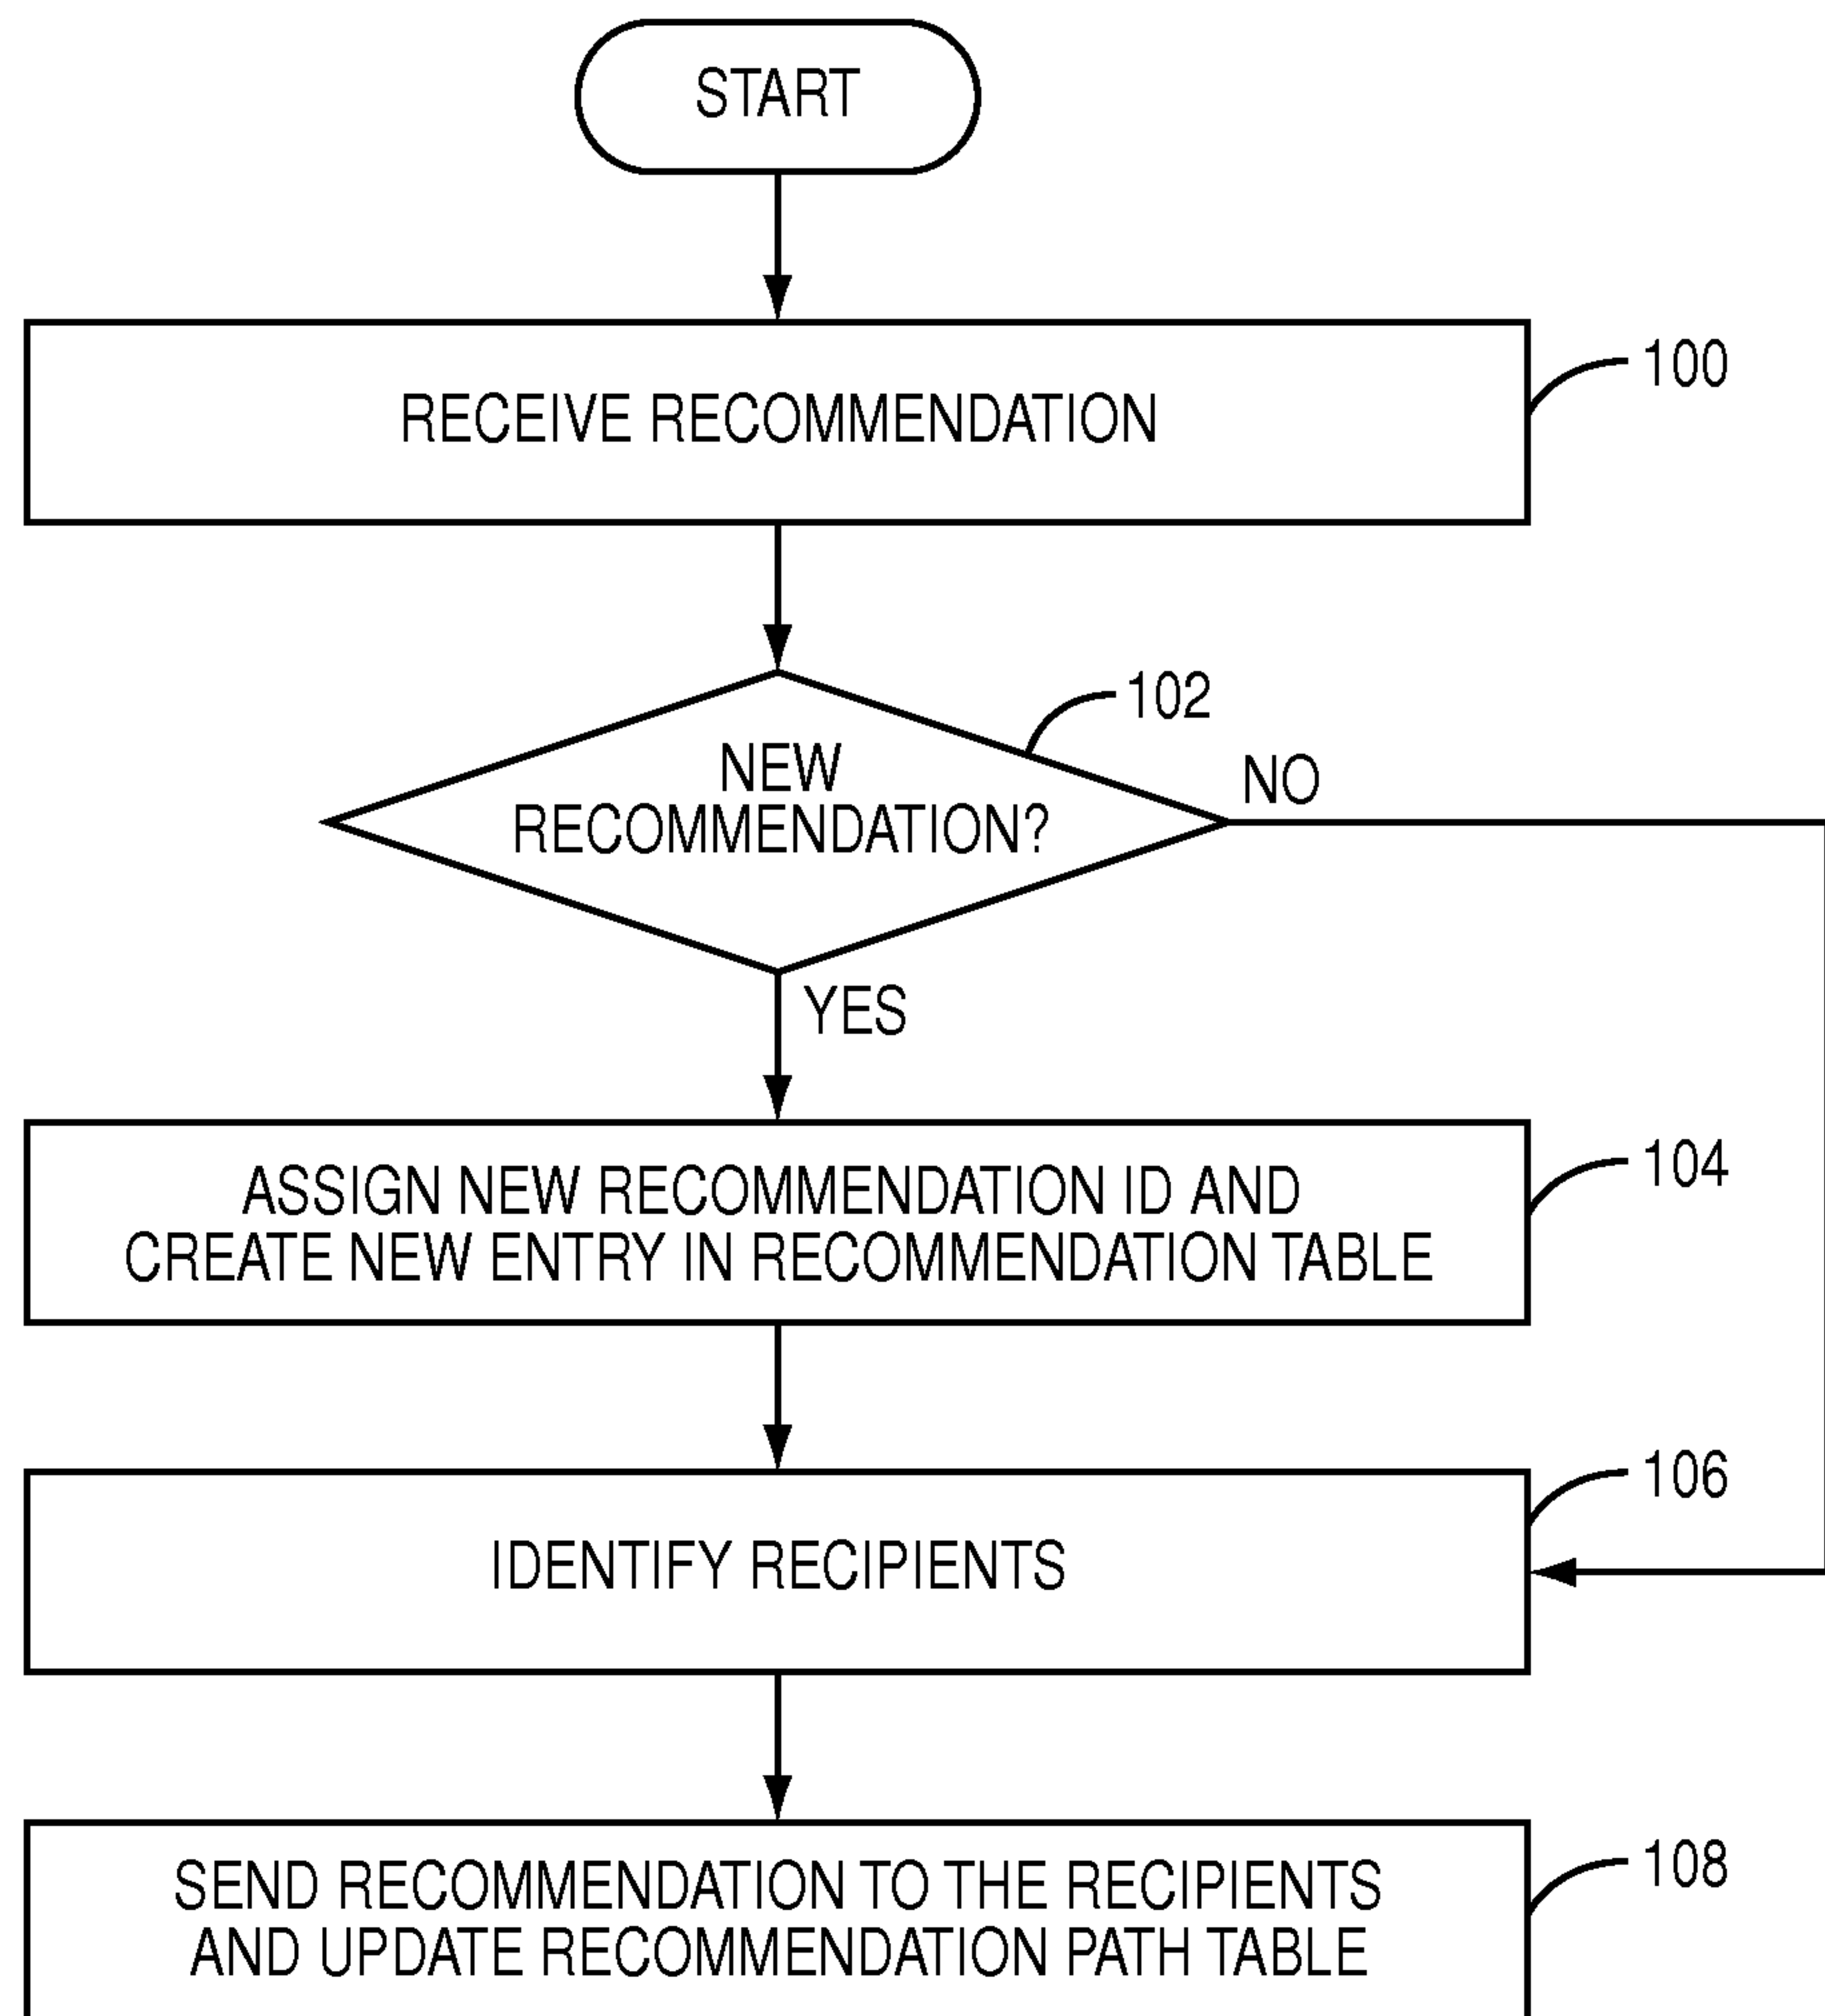 START
RECEIVE RECOMMENDATION
100
102
NEW
RECOMMENDATION?
NO
YES
ASSIGN NEW RECOMMENDATION ID AND
CREATE NEW ENTRY IN RECOMMENDATION TABLE
104
IDENTIFY RECIPIENTS
106
SEND RECOMMENDATION TO THE RECIPIENTS
AND UPDATE RECOMMENDATION PATH TABLE
108